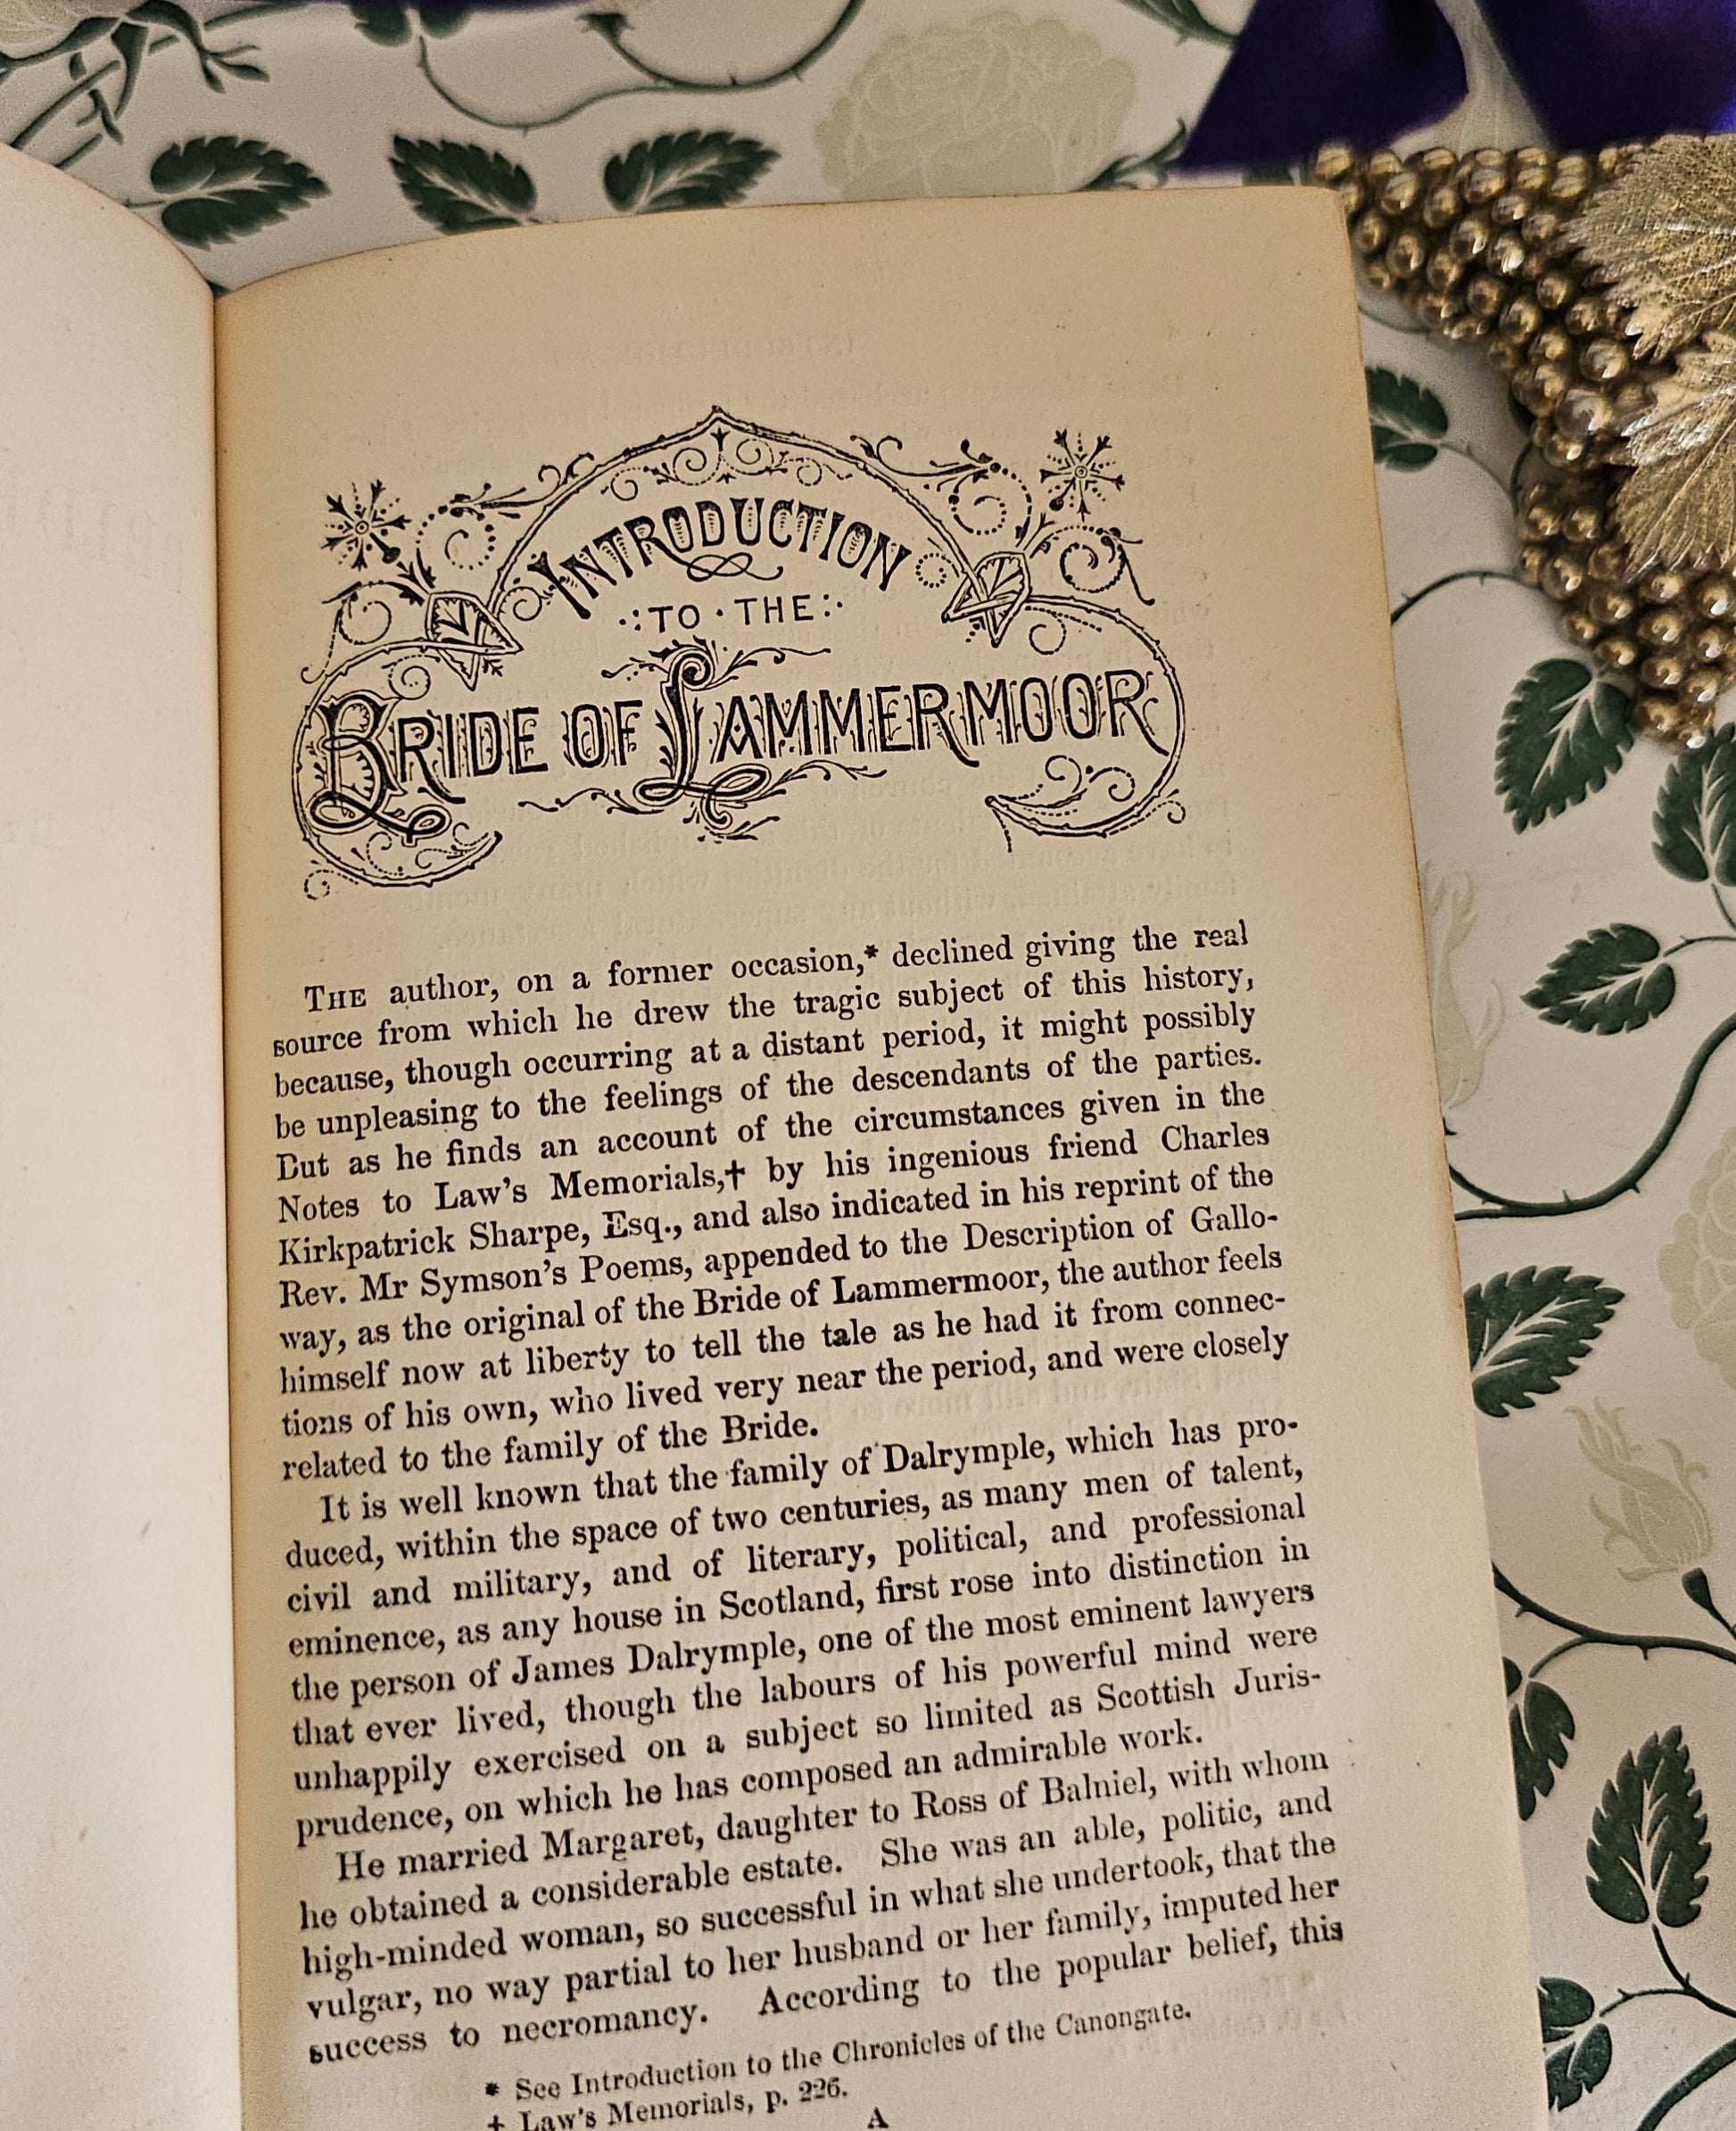 INTRODUCTION
TO · THE
BRIDE OF LAMMERMOOR
THE author, on a former occasion,* declined giving the real
source from which he drew the tragic subject of this history,
because, though occurring at a distant period, it might possibly
be unpleasing to the feelings of the descendants of the parties.
But as he finds an account of the circumstances given in the
Notes to Law's Memorials,† by his ingenious friend Charles
Kirkpatrick Sharpe, Esq., and also indicated in his reprint of the
Rev. Mr Symson's Poems, appended to the Description of Gallo-
way, as the original of the Bride of Lammermoor, the author feels
himself now at liberty to tell the tale as he had it from connec-
tions of his own, who lived very near the period, and were closely
related to the family of the Bride.
It is well known that the family of Dalrymple, which has pro-
duced, within the space of two centuries, as many men of talent,
civil and military, and of literary, political, and professional
eminence, as any house in Scotland, first rose into distinction in
the person of James Dalrymple, one of the most eminent lawyers
that ever lived, though the labours of his powerful mind were
unhappily exercised on a subject so limited as Scottish Juris-
prudence, on which he has composed an admirable work.
He married Margaret, daughter to Ross of Balniel, with whom
he obtained a considerable estate. She was an able, politic, and
high-minded woman, so successful in what she undertook, that the
vulgar, no way partial to her husband or her family, imputed her
success to necromancy. According to the popular belief, this
* See Introduction to the Chronicles of the Canongate.
† Law's Memorials, p. 226.
A